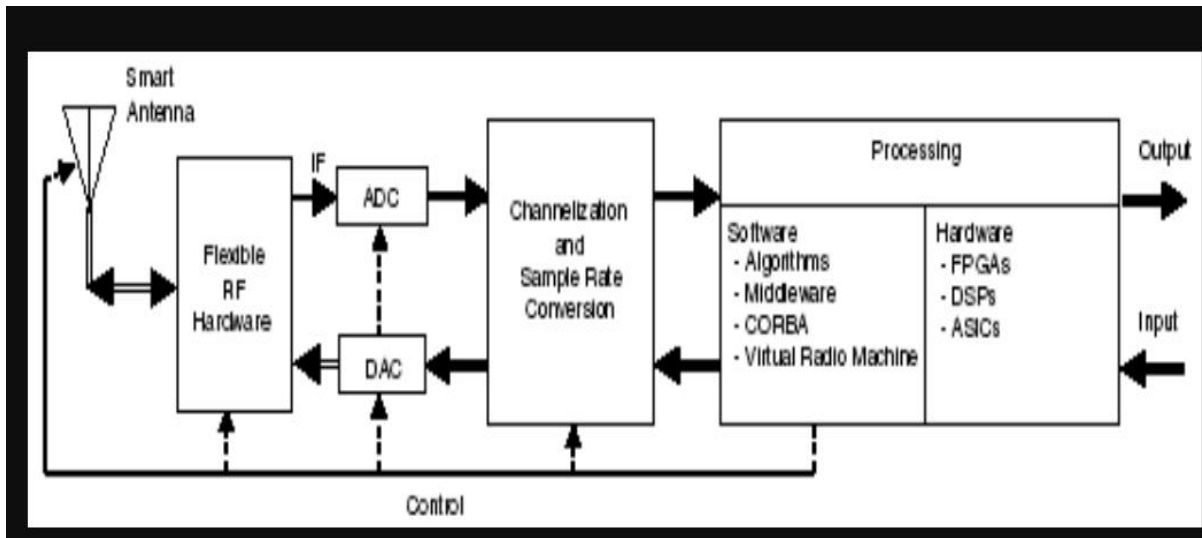 Smart
Antenna
Flexible
RF
Hardware
IF
ADC
DAC
Channelization
and
Sample Rate
Conversion
Processing
Software
- Algorithms
- Middleware
- CORBA
- Virtual Radio Machine
Hardware
- FPGAs
- DSPs
- ASICs
Output
Input
Control